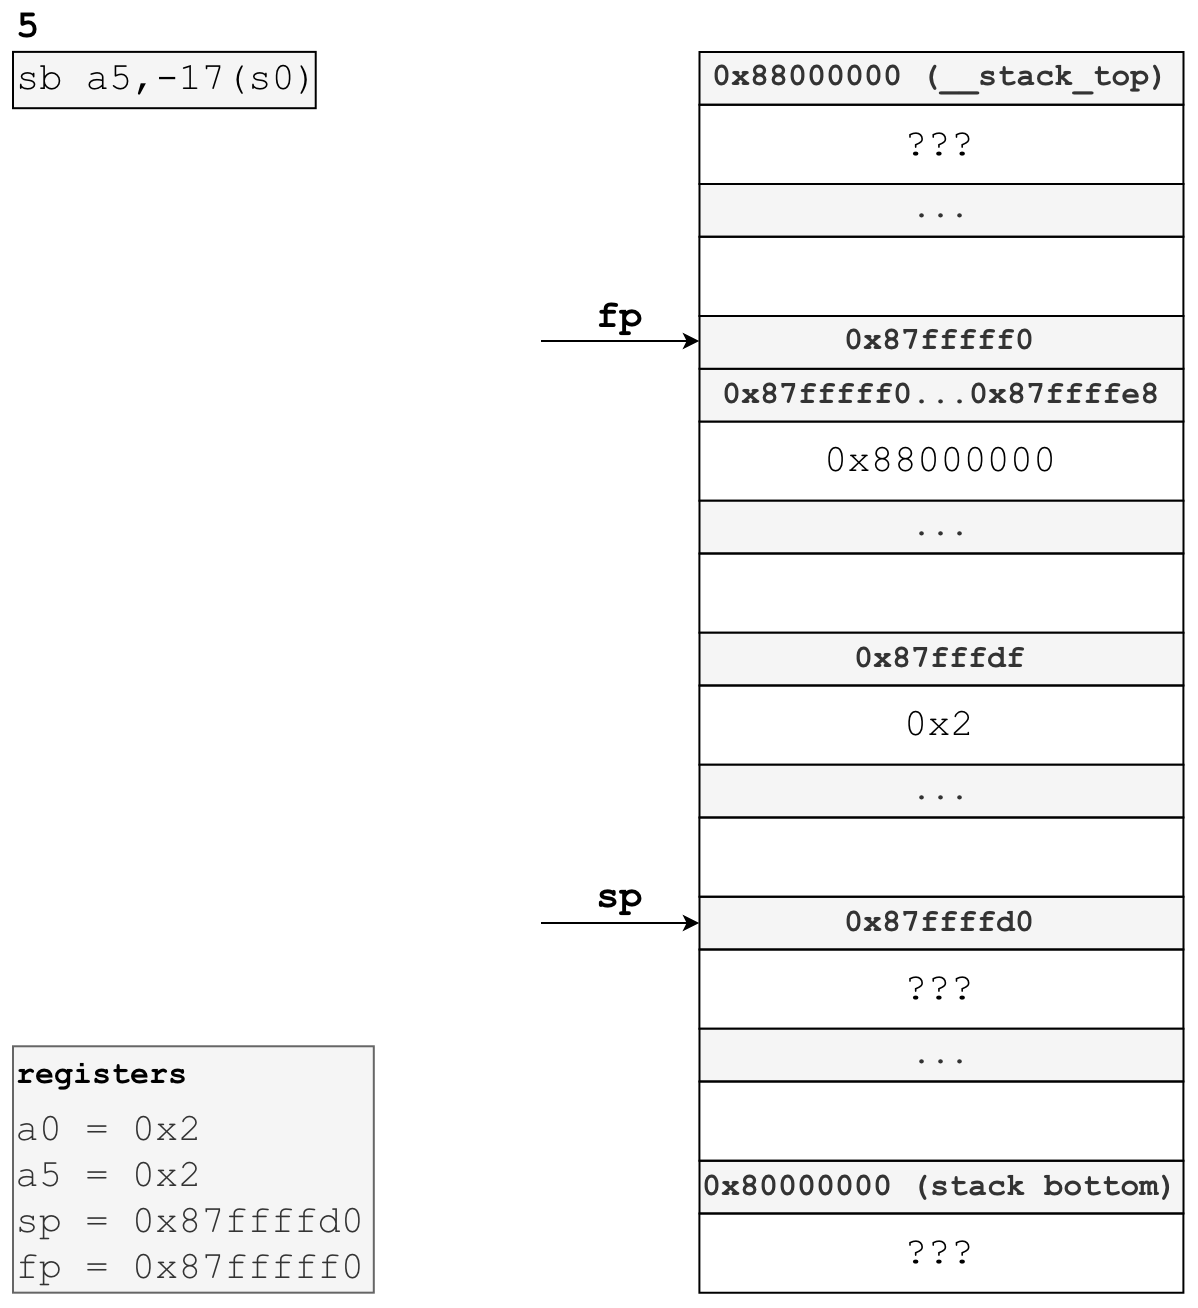 5
sb a5,-17(s0)
0x88000000 (__stack_top)
???
...
fp
0x87fffff0
0x87fffff0...0x87ffffe8
0x88000000
...
0x87fffdf
0x2
...
sp
0x87ffffd0
???
...
0x80000000 (stack bottom)
???
registers
a0 = 0x2
a5 = 0x2
sp = 0x87ffffd0
fp = 0x87fffff0